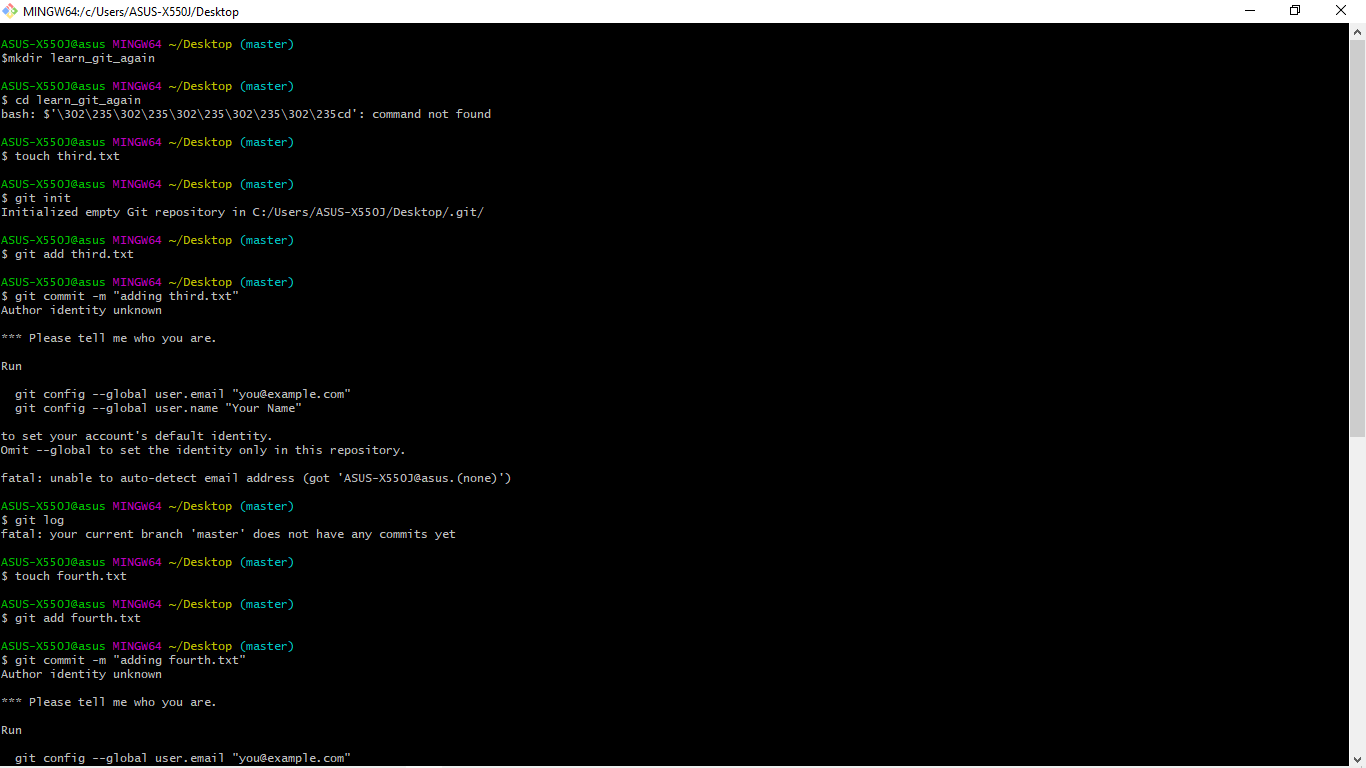 MINGW64:/c/Users/ASUS-X550J/Desktop
ASUS-X550J@asus MINGW64 ~/Desktop (master)
$mkdir learn_git_again
ASUS-X550J@asus MINGW64 ~/Desktop (master)
$ cd learn_git_again
bash: $'\302\235\302\235\302\235\302\235\302\235cd': command not found
ASUS-X550J@asus MINGW64 ~/Desktop (master)
$ touch third.txt
ASUS-X550J@asus MINGW64 ~/Desktop (master)
$ git init
Initialized empty Git repository in C:/Users/ASUS-X550J/Desktop/.git/
ASUS-X550J@asus MINGW64 ~/Desktop (master)
$ git add third.txt
ASUS-X550J@asus MINGW64 ~/Desktop (master)
$ git commit -m "adding third.txt"
Author identity unknown
*** Please tell me who you are.
Run
git config --global user.email "you@example.com"
git config --global user.name "Your Name"
to set your account's default identity.
Omit --global to set the identity only in this repository.
fatal: unable to auto-detect email address (got 'ASUS-X550J@asus.(none)')
ASUS-X550J@asus MINGW64 ~/Desktop (master)
$ git log
fatal: your current branch 'master' does not have any commits yet
ASUS-X550J@asus MINGW64 ~/Desktop (master)
$ touch fourth.txt
ASUS-X550J@asus MINGW64 ~/Desktop (master)
$ git add fourth.txt
ASUS-X550J@asus MINGW64 ~/Desktop (master)
$ git commit -m "adding fourth.txt"
Author identity unknown
*** Please tell me who you are.
Run
git config --global user.email "you@example.com"